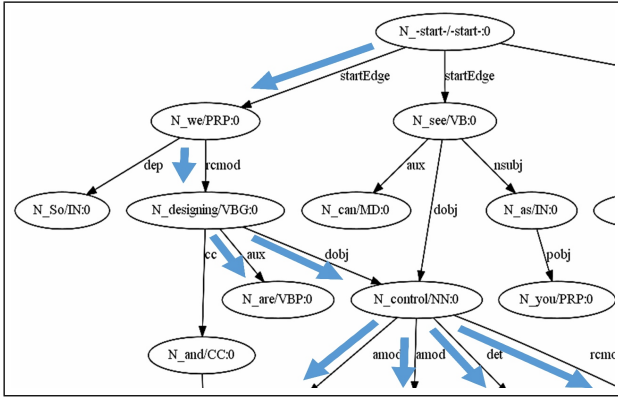 N_-start-/-start-:0
startEdge startEdge
N_we/PRP:0 N_see/VB:0
dep rcmod aux nsubj
N_So/IN:0 N_designing/VBG:0 N_can/MD:0 dobj N_as/IN:0
cc aux dobj pobj
N_are/VBP:0 N_control/NN:0 N_you/PRP:0
N_and/CC:0 amod amod det rcmo